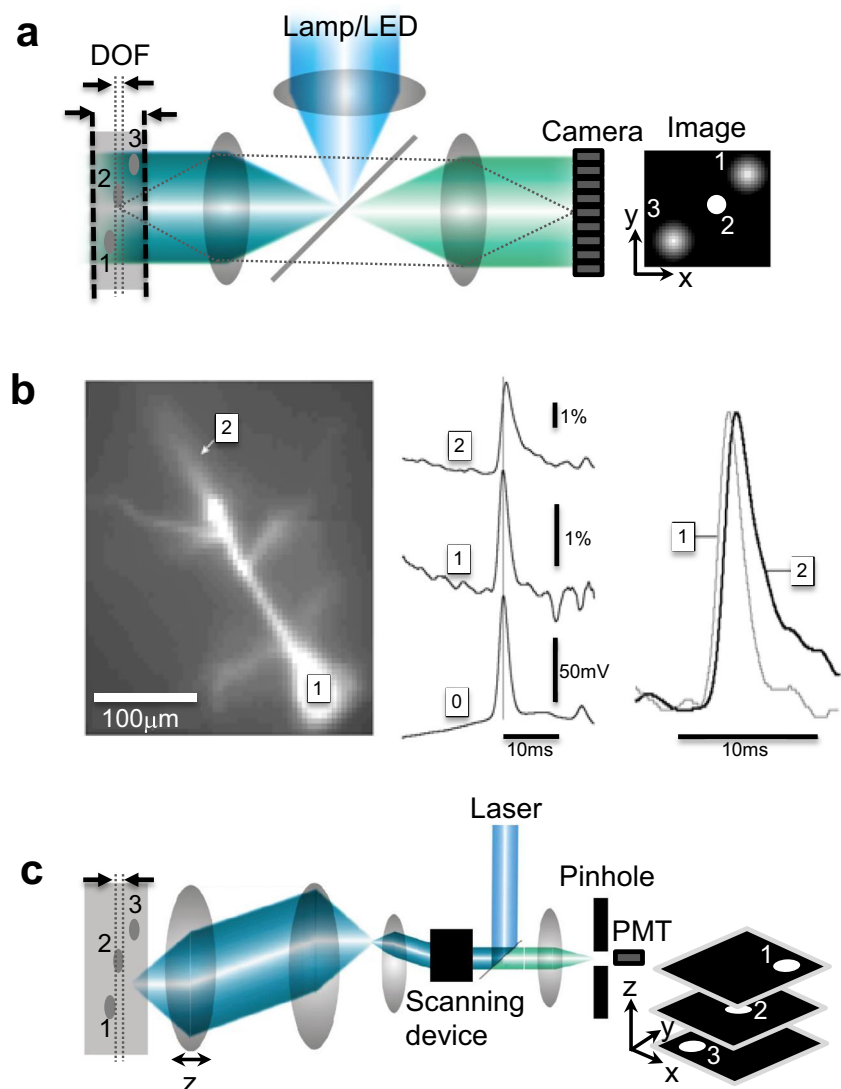 a
Lamp/LED
DOF
Camera
Image
3
2
1
1
2
3
y
x
b
2
1
100μm
2
1%
1
1%
0
50mV
10ms
1
2
10ms
c
Laser
Pinhole
PMT
Scanning
device
3
2
1
z
1
2
3
z
y
x